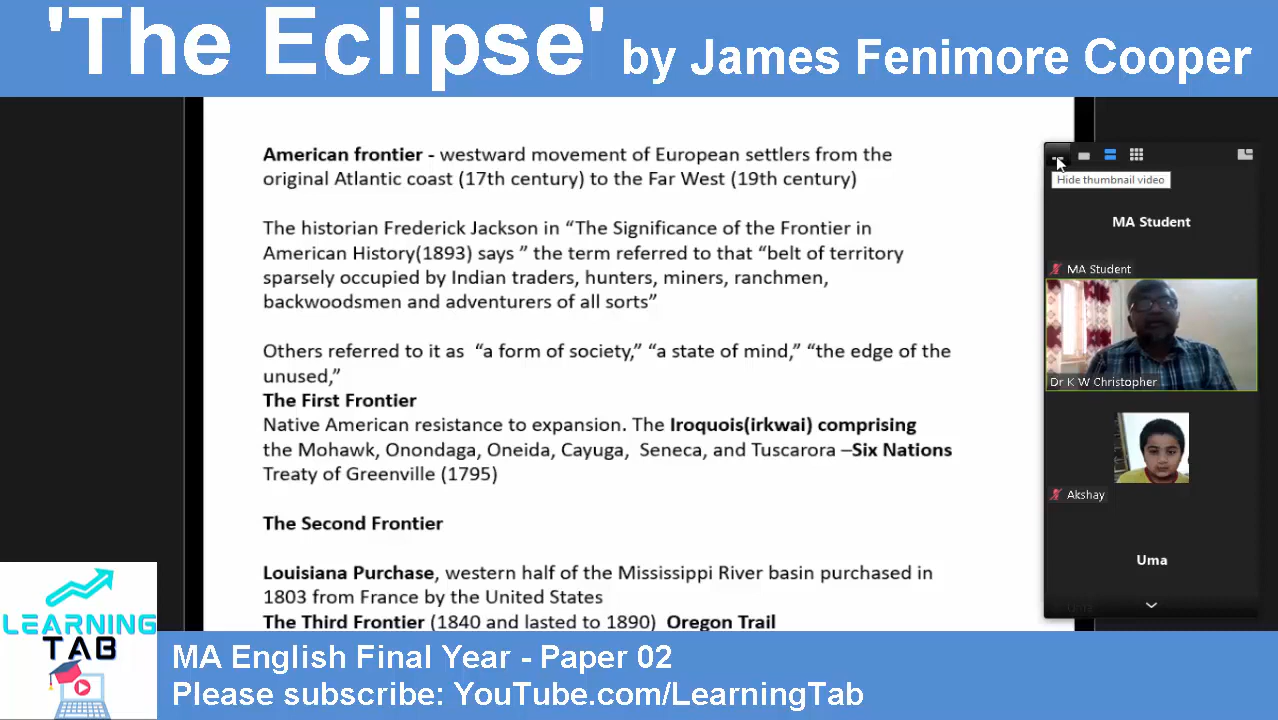 'The Eclipse' by James Fenimore Cooper
American frontier - westward movement of European settlers from the
original Atlantic coast (17th century) to the Far West (19th century)
The historian Frederick Jackson in “The Significance of the Frontier in
American History(1893) says ” the term referred to that “belt of territory
sparsely occupied by Indian traders, hunters, miners, ranchmen,
backwoodsmen and adventurers of all sorts”
Others referred to it as “a form of society,” “a state of mind,” “the edge of the
unused,”
The First Frontier
Native American resistance to expansion. The Iroquois(irkwai) comprising
the Mohawk, Onondaga, Oneida, Cayuga, Seneca, and Tuscarora –Six Nations
Treaty of Greenville (1795)
The Second Frontier
Louisiana Purchase, western half of the Mississippi River basin purchased in
1803 from France by the United States
The Third Frontier (1840 and lasted to 1890) Oregon Trail
Hide thumbnail video
MA Student
MA Student
Dr K W Christopher
Akshay
Uma
Uma
LEARNING
TAB
MA English Final Year - Paper 02
Please subscribe: YouTube.com/LearningTab